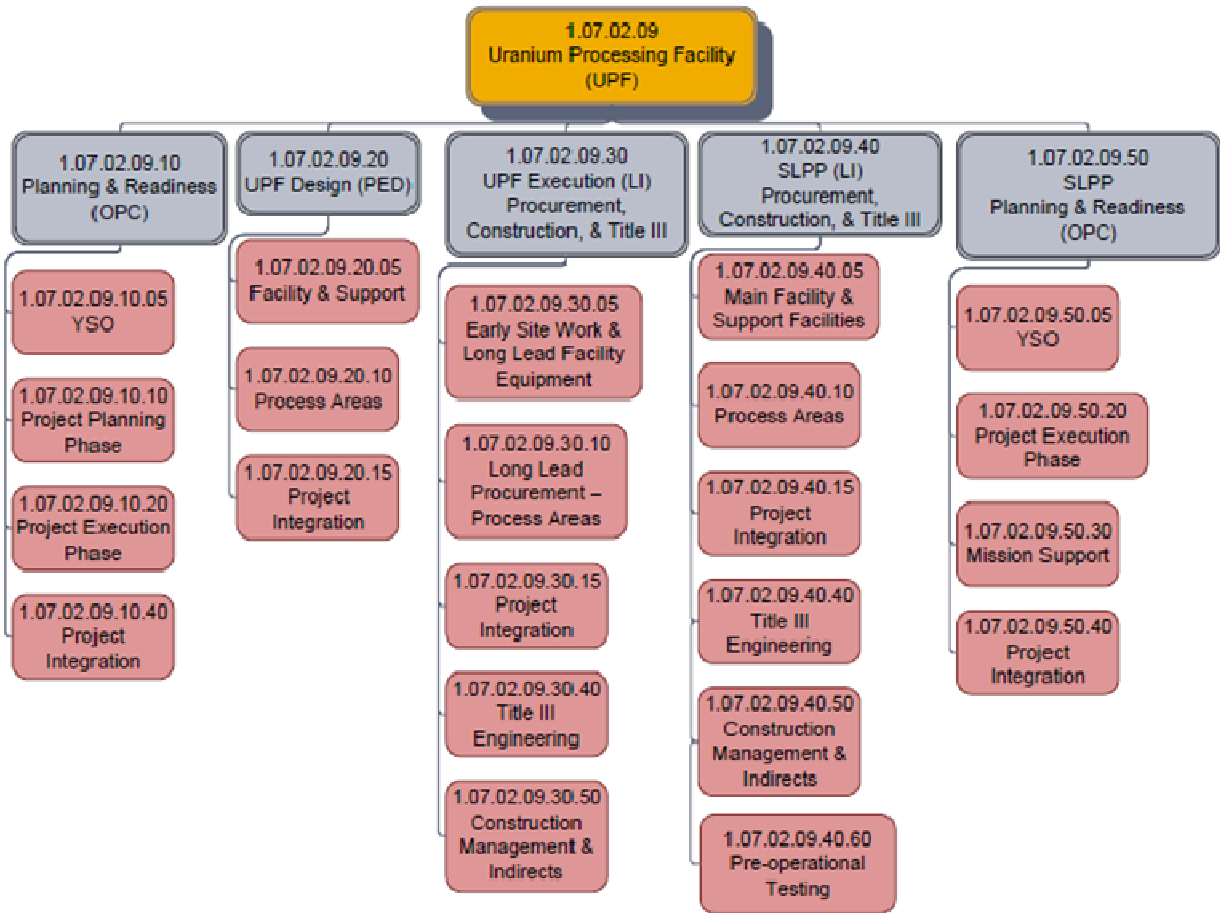 1.07.02.09
Uranium Processing Facility
(UPF)
1.07.02.09.10
Planning & Readiness
(OPC)
1.07.02.09.10.05
YSO
1.07.02.09.10.10
Project Planning
Phase
1.07.02.09.10.20
Project Execution
Phase
1.07.02.09.10.40
Project
Integration
1.07.02.09.20
UPF Design (PED)
1.07.02.09.20.05
Facility & Support
1.07.02.09.20.10
Process Areas
1.07.02.09.20.15
Project
Integration
1.07.02.09.30
UPF Execution (LI)
Procurement,
Construction, & Title III
1.07.02.09.30.05
Early Site Work &
Long Lead Facility
Equipment
1.07.02.09.30.10
Long Lead
Procurement –
Process Areas
1.07.02.09.30.15
Project
Integration
1.07.02.09.30.40
Title III
Engineering
1.07.02.09.30.50
Construction
Management &
Indirects
1.07.02.09.40
SLPP (LI)
Procurement,
Construction, & Title III
1.07.02.09.40.05
Main Facility &
Support Facilities
1.07.02.09.40.10
Process Areas
1.07.02.09.40.15
Project
Integration
1.07.02.09.40.40
Title III
Engineering
1.07.02.09.40.50
Construction
Management &
Indirects
1.07.02.09.40.60
Pre-operational
Testing
1.07.02.09.50
SLPP
Planning & Readiness
(OPC)
1.07.02.09.50.05
YSO
1.07.02.09.50.20
Project Execution
Phase
1.07.02.09.50.30
Mission Support
1.07.02.09.50.40
Project
Integration